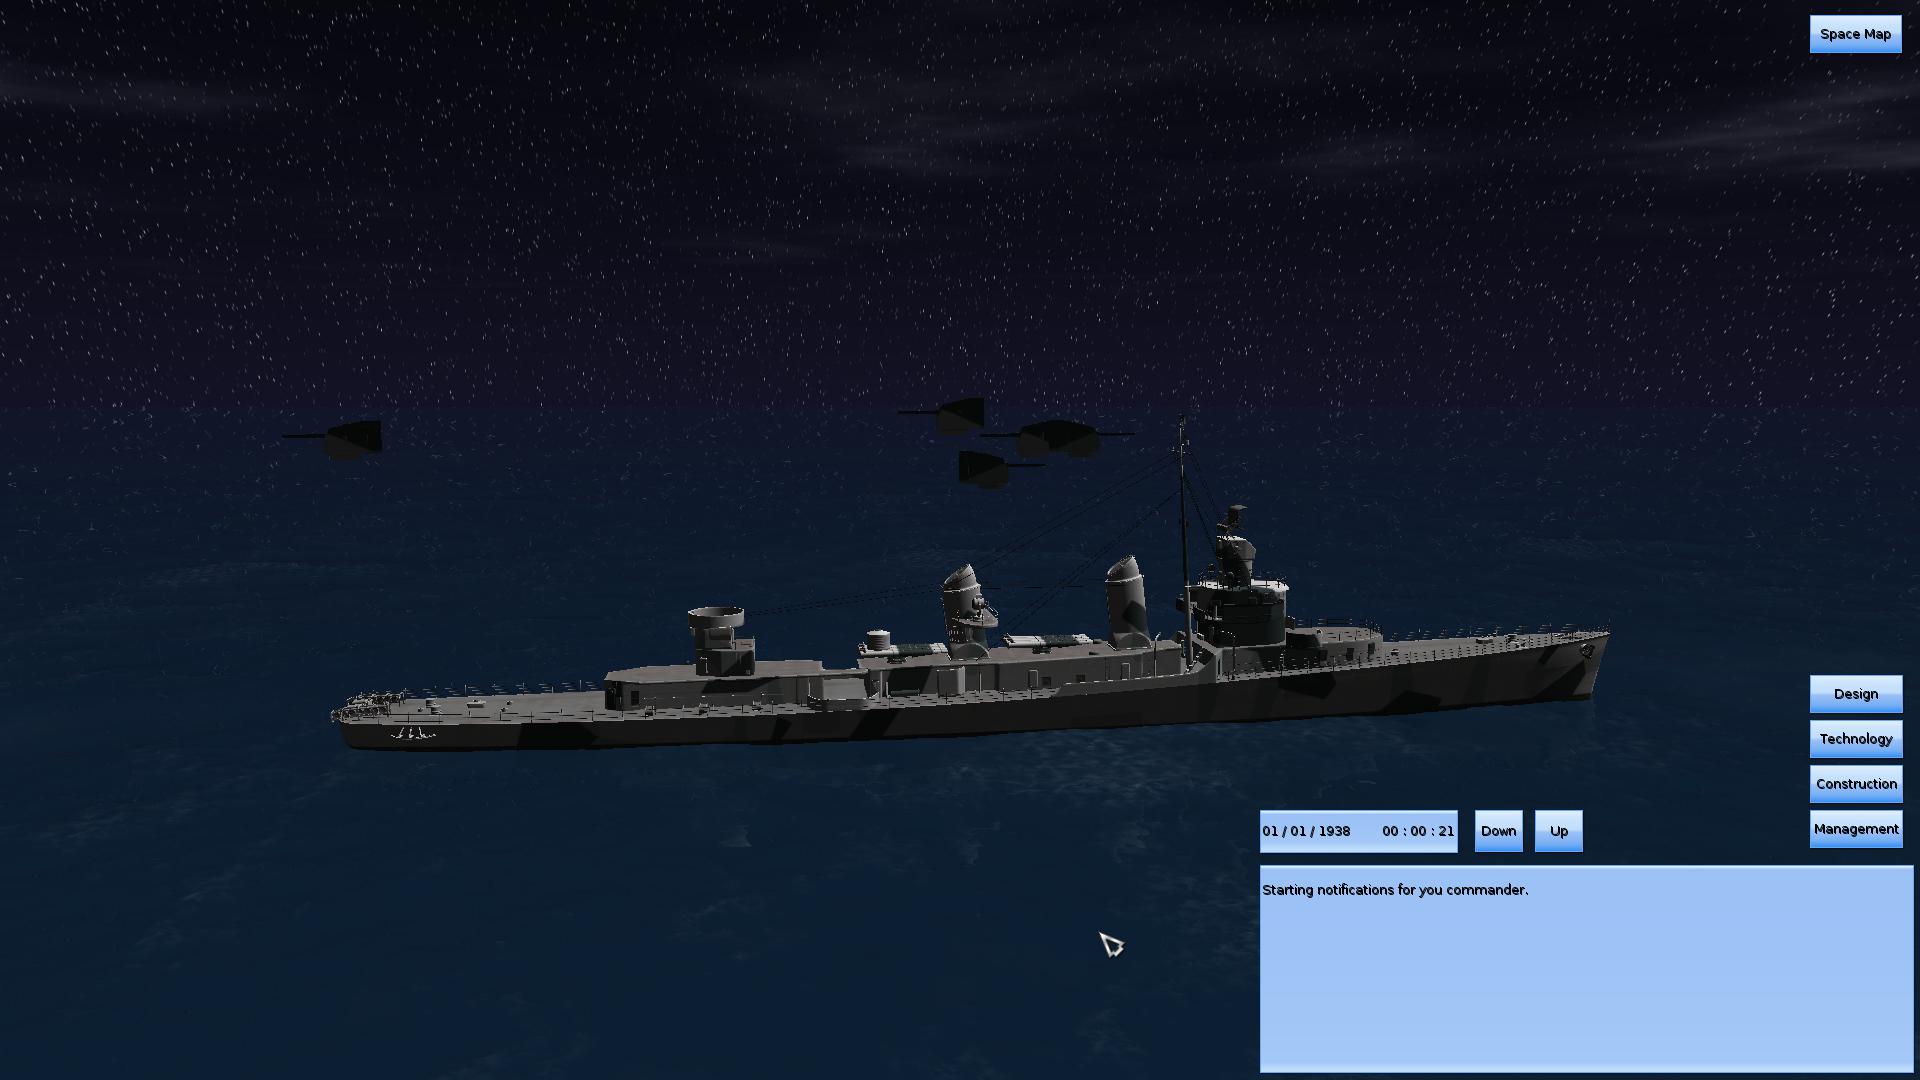 Space Map
Design
Technology
Construction
Management
01 / 01 / 1938 00 : 00 : 21
Down
Up
Starting notifications for you commander.